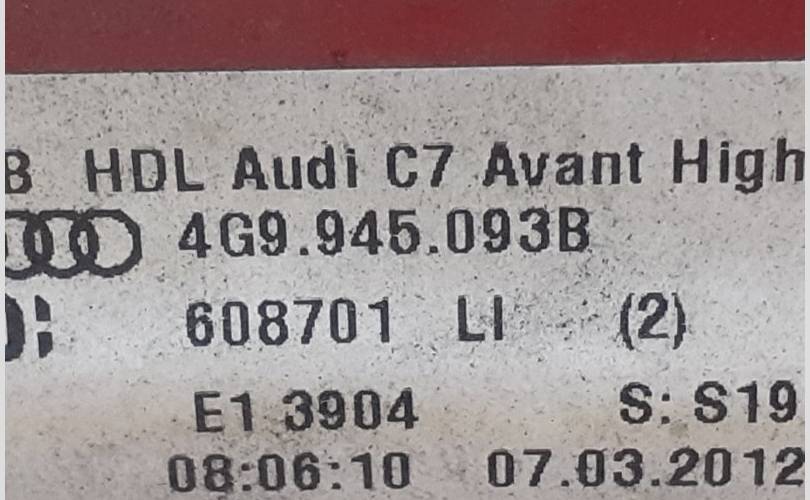 B HDL Audi C7 Avant High
4G9.945.093B
608701 LI (2)
E1 3904 S: S19
08:06:10 07.03.2012